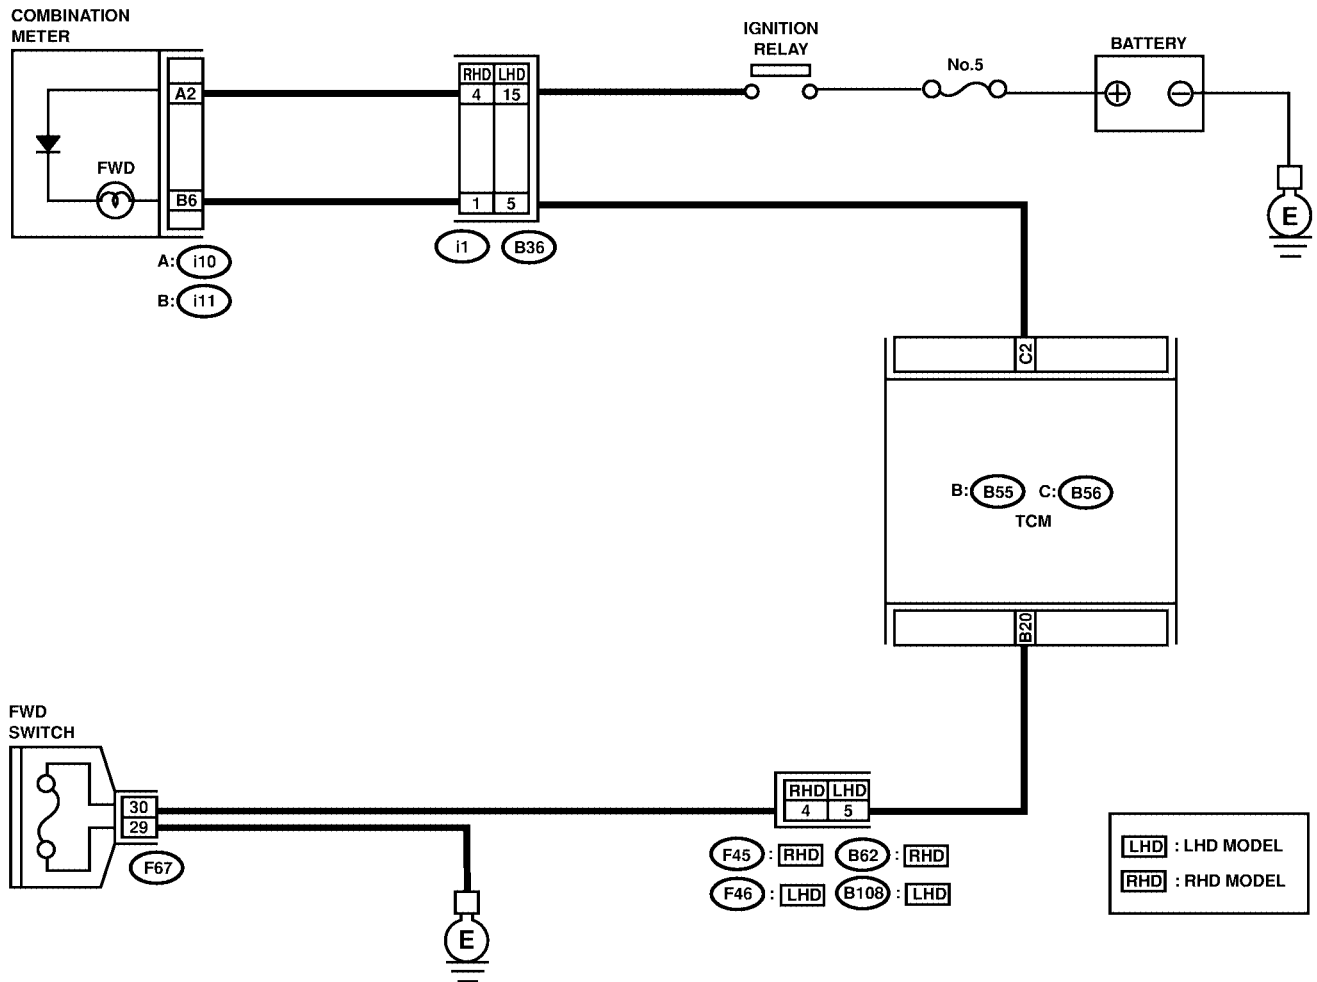 COMBINATION
METER
IGNITION
RELAY
No.5
BATTERY
RHD LHD
A2
4 15
FWD
B6
1 5
E
i1 B36
A: i10
B: i11
C2
B: B55 C: B56
TCM
B20
FWD
SWITCH
RHD LHD
30
4 5
29
F67
F45 : RHD B62 : RHD
F46 : LHD B108 : LHD
LHD : LHD MODEL
RHD : RHD MODEL
E